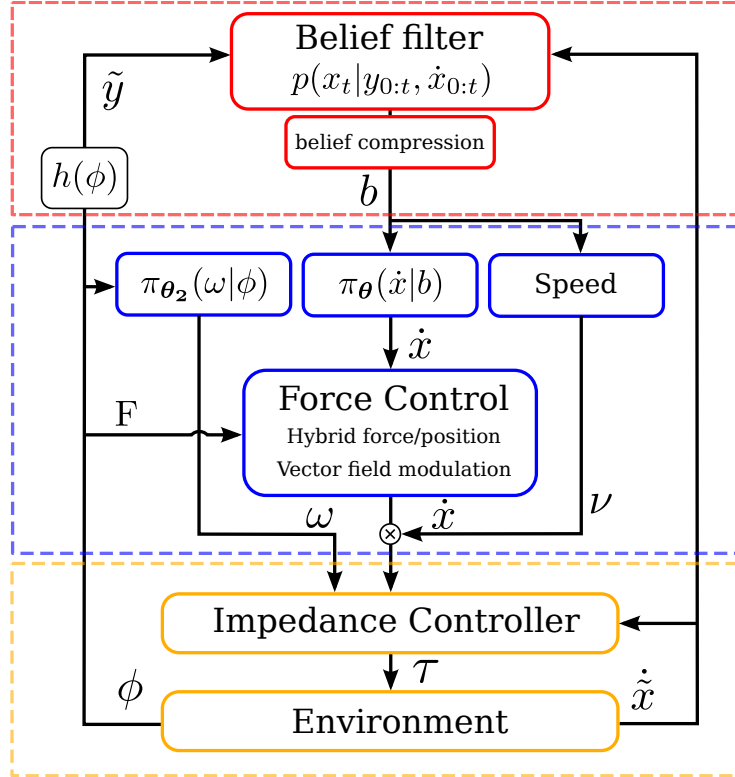 Belief filter
p(x_t|y_{0:t}, ẋ_{0:t})
ỹ
belief compression
h(ϕ)
b
π_{θ₂}(ω|ϕ)
π_θ(ẋ|b)
Speed
ẋ
Force Control
F
Hybrid force/position
Vector field modulation
ω
ẋ
ν
×
Impedance Controller
τ
ϕ
x̃̇
Environment